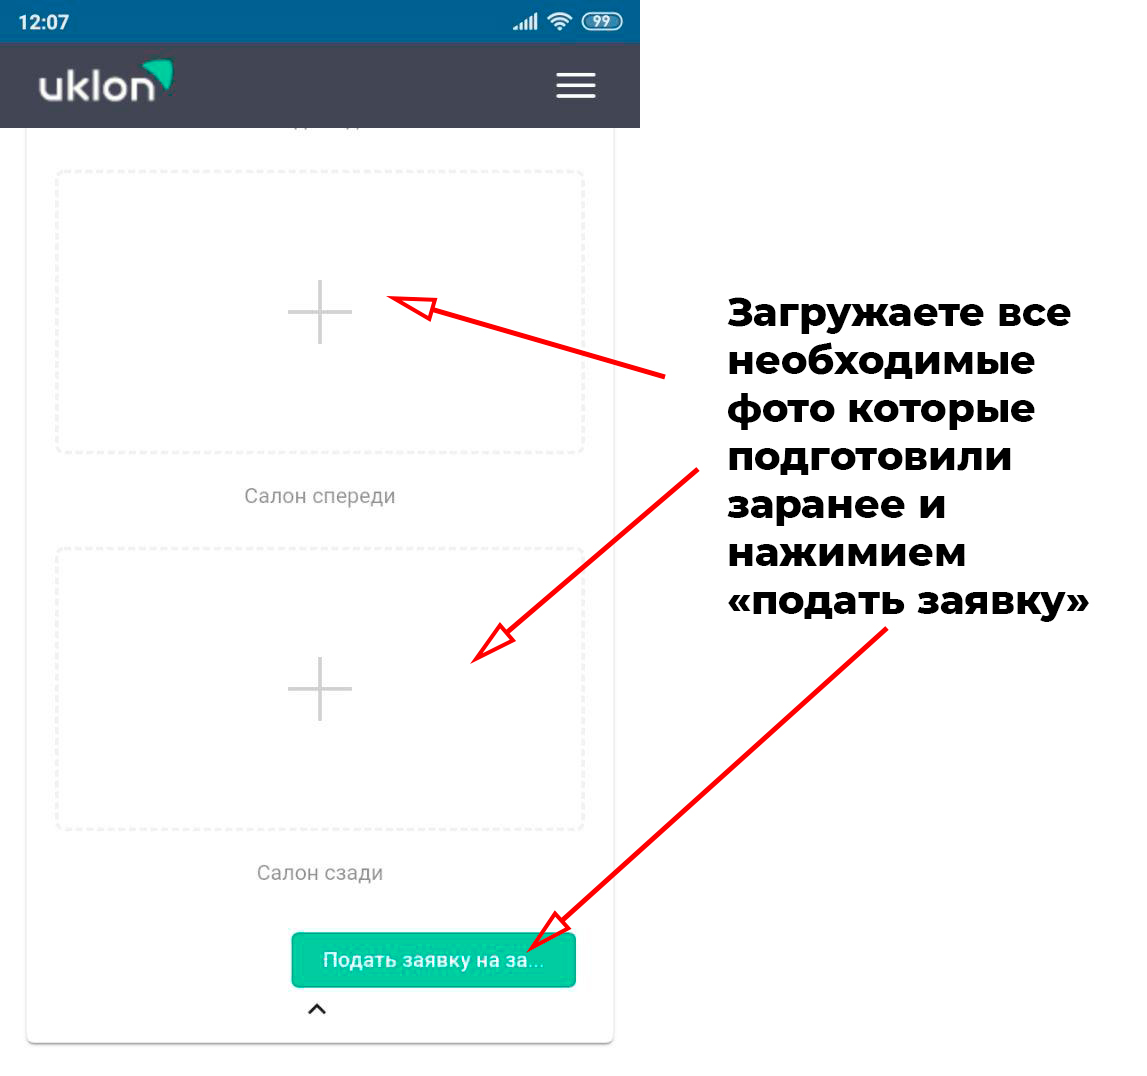 12:07
99
uklon
Салон спереди
Салон сзади
Подать заявку на за...
Загружаете все
необходимые
фото которые
подготовили
заранее и
нажимием
«подать заявку»